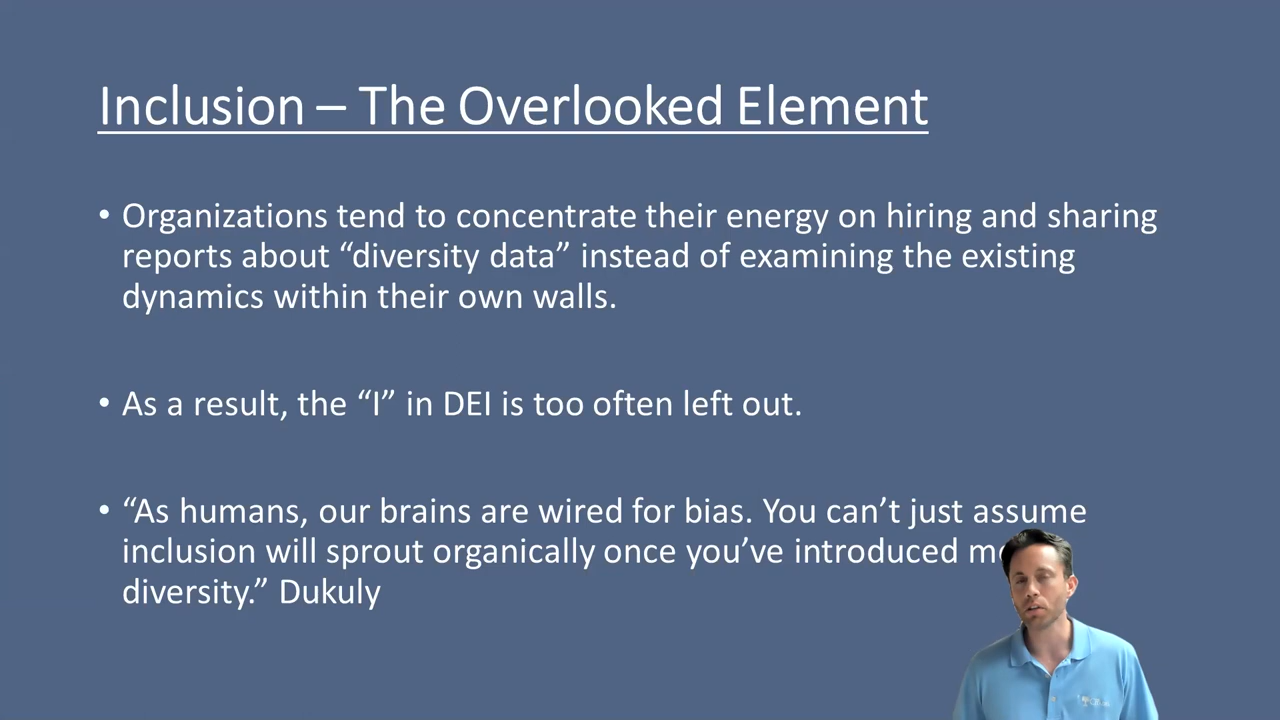 Inclusion – The Overlooked Element
• Organizations tend to concentrate their energy on hiring and sharing
reports about “diversity data” instead of examining the existing
dynamics within their own walls.
• As a result, the “I” in DEI is too often left out.
• “As humans, our brains are wired for bias. You can’t just assume
inclusion will sprout organically once you’ve introduced
diversity.” Dukuly